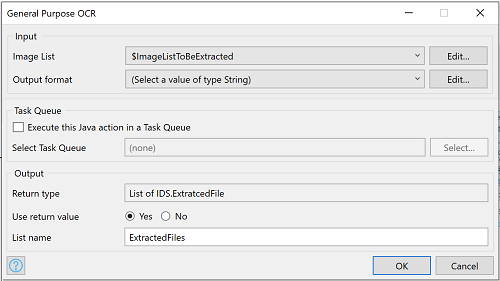 General Purpose OCR
Input
Image List $ImageListToBeExtracted Edit...
Output format (Select a value of type String) Edit...
Task Queue
Execute this Java action in a Task Queue
Select Task Queue (none) Select...
Output
Return type List of IDS.ExtratcedFile
Use return value Yes No
List name ExtractedFiles
? OK Cancel